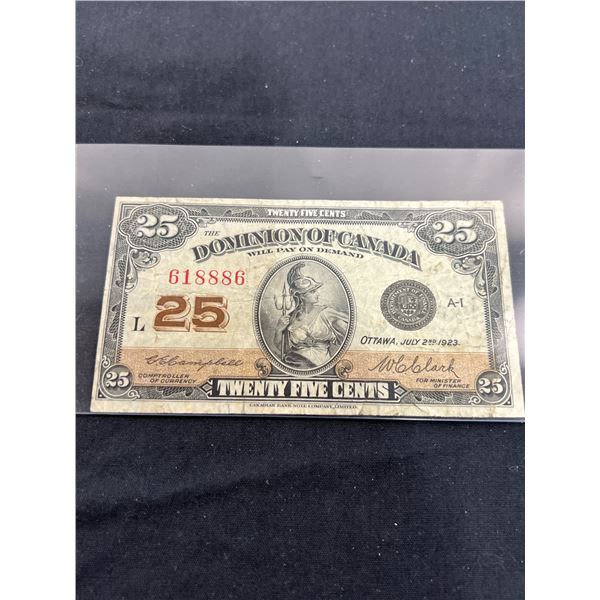 25 TWENTY FIVE CENTS 25
THE
DOMINION OF CANADA
WILL PAY ON DEMAND
618886
L 25
A-1
OTTAWA, JULY 2ND 1923.
C. E. Campbell
W. C. Clark
COMPTROLLER OF CURRENCY
FOR MINISTER OF FINANCE
25 TWENTY FIVE CENTS 25
CANADIAN BANK NOTE COMPANY, LIMITED.